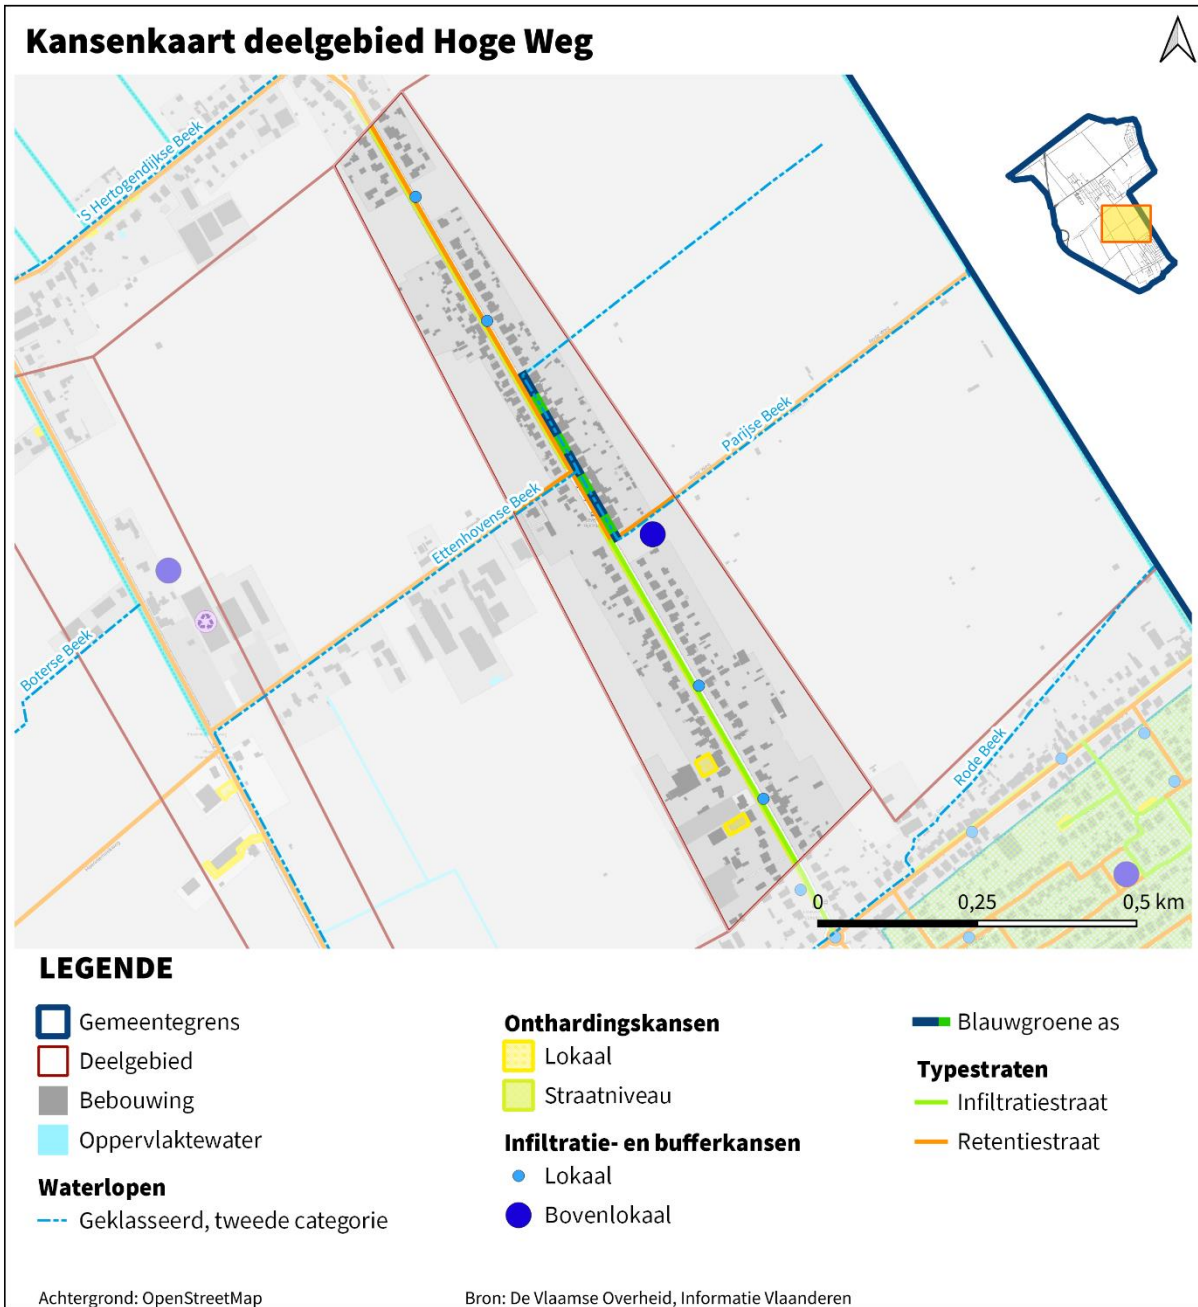 Kansenkaart deelgebied Hoge Weg
'S Hertogendijkse Beek
Parijse Beek
Ettenhovense Beek
Boterse Beek
Rode Beek
0 0,25 0,5 km
LEGENDE
Gemeentegrens
Deelgebied
Bebouwing
Oppervlaktewater
Waterlopen
Geklasseerd, tweede categorie
Onthardingskansen
Lokaal
Straatniveau
Infiltratie- en bufferkansen
Lokaal
Bovenlokaal
Blauwgroene as
Typestraten
Infiltratiestraat
Retentiestraat
Achtergrond: OpenStreetMap
Bron: De Vlaamse Overheid, Informatie Vlaanderen